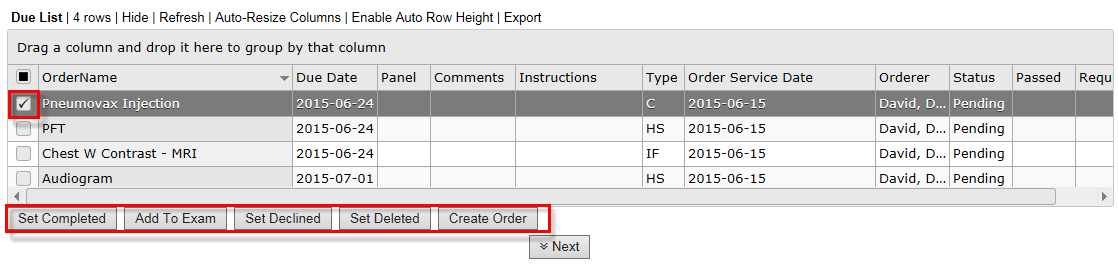 Due List | 4 rows | Hide | Refresh | Auto-Resize Columns | Enable Auto Row Height | Export
Drag a column and drop it here to group by that column
OrderName Due Date Panel Comments Instructions Type Order Service Date Orderer Status Passed Requ
Pneumovax Injection 2015-06-24 C 2015-06-15 David, D... Pending
PFT 2015-06-24 HS 2015-06-15 David, D... Pending
Chest W Contrast - MRI 2015-06-24 IF 2015-06-15 David, D... Pending
Audiogram 2015-07-01 HS 2015-06-15 David, D... Pending
Set Completed Add To Exam Set Declined Set Deleted Create Order
Next